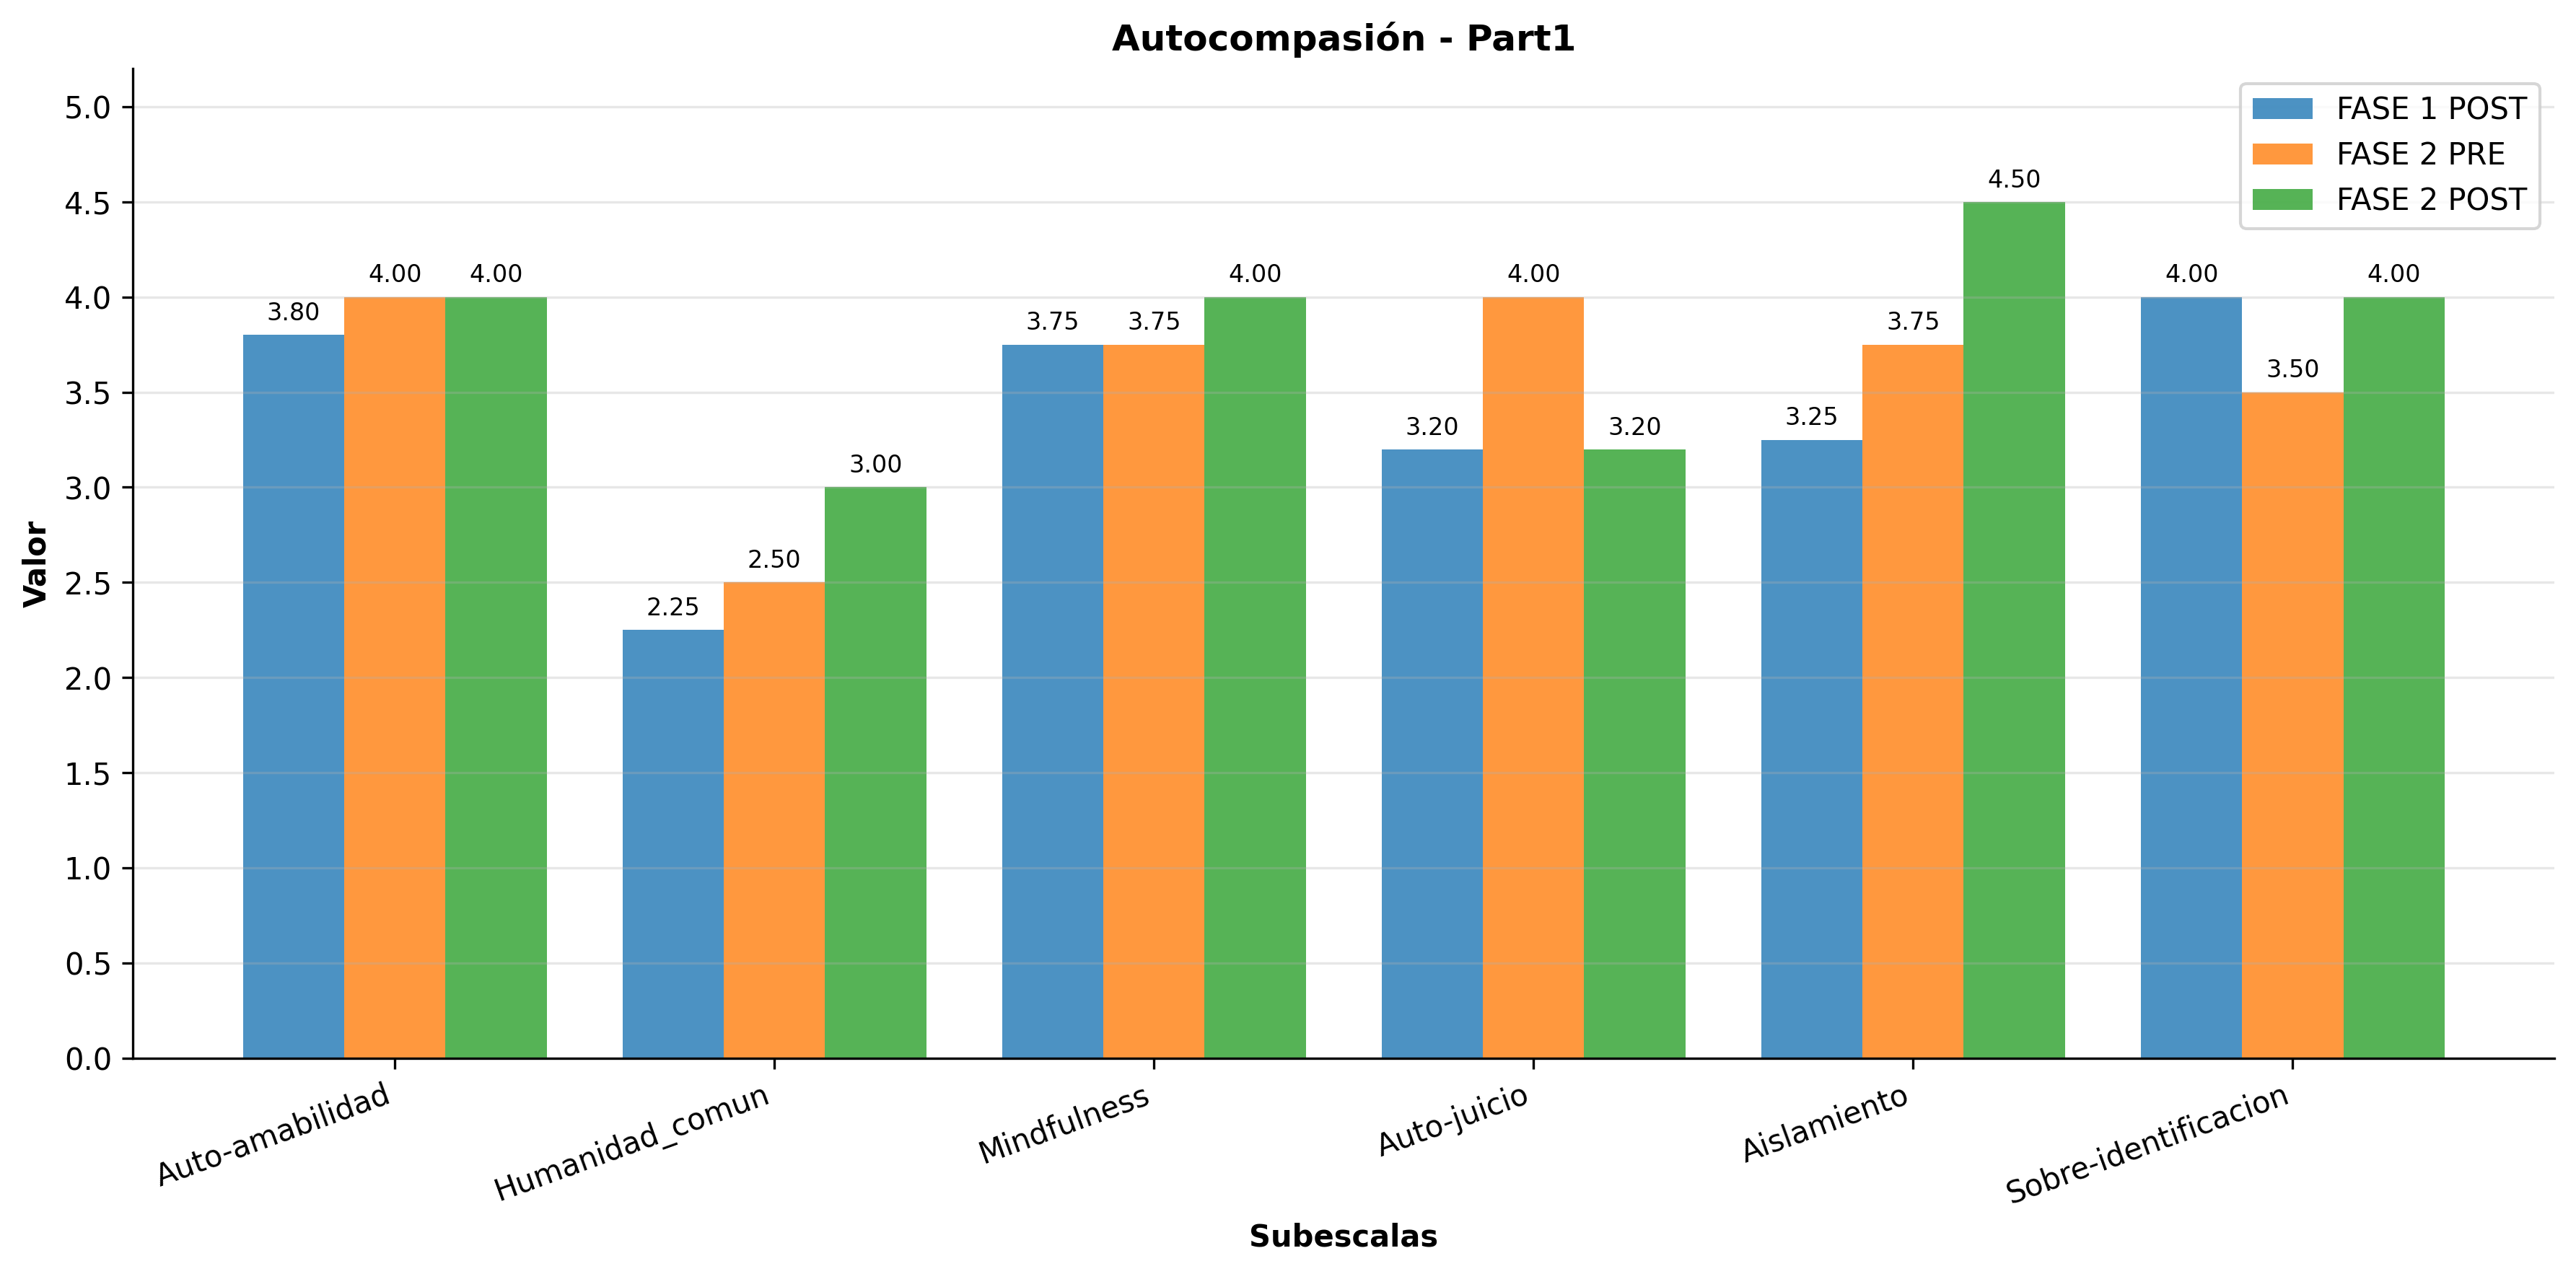 Autocompasión - Part1
FASE 1 POST
FASE 2 PRE
FASE 2 POST
Valor
5.0
4.5
4.0
3.5
3.0
2.5
2.0
1.5
1.0
0.5
0.0
3.80
4.00
4.00
2.25
2.50
3.00
3.75
3.75
4.00
3.20
4.00
3.20
3.25
3.75
4.50
4.00
3.50
4.00
Auto-amabilidad
Humanidad_comun
Mindfulness
Auto-juicio
Aislamiento
Sobre-identificacion
Subescalas